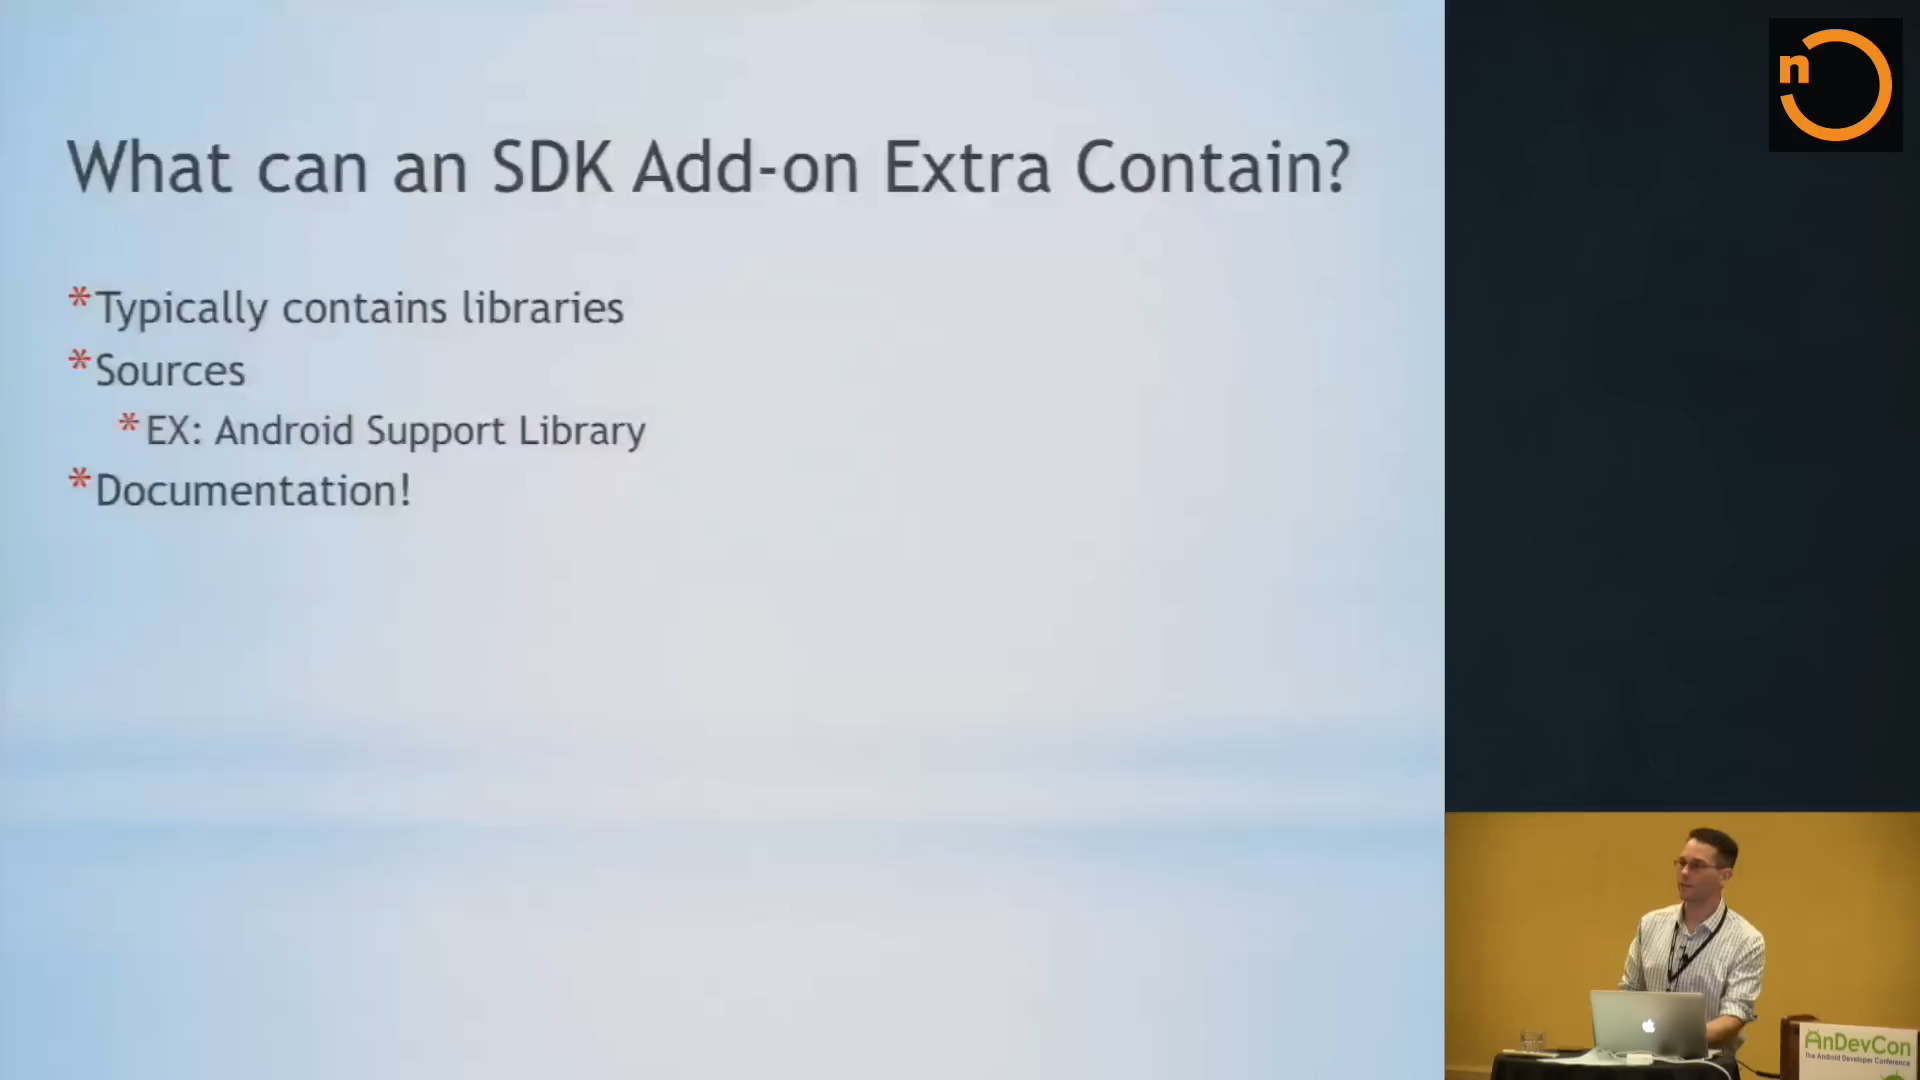 What can an SDK Add-on Extra Contain?
*Typically contains libraries
*Sources
*EX: Android Support Library
*Documentation!
n
AnDevCon
The Android Developer Conference